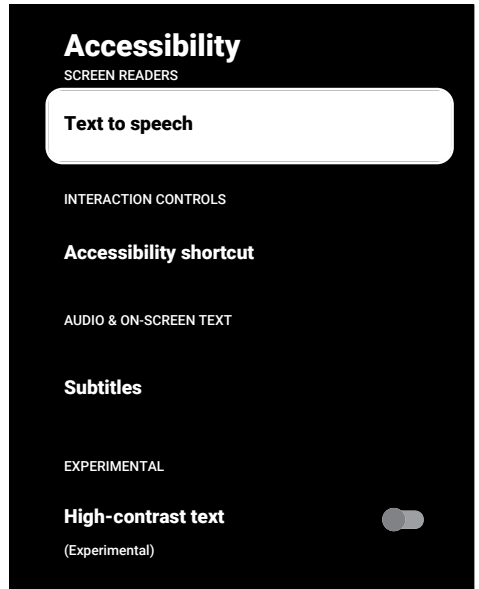 Accessibility
SCREEN READERS
Text to speech
INTERACTION CONTROLS
Accessibility shortcut
AUDIO & ON-SCREEN TEXT
Subtitles
EXPERIMENTAL
High-contrast text
(Experimental)